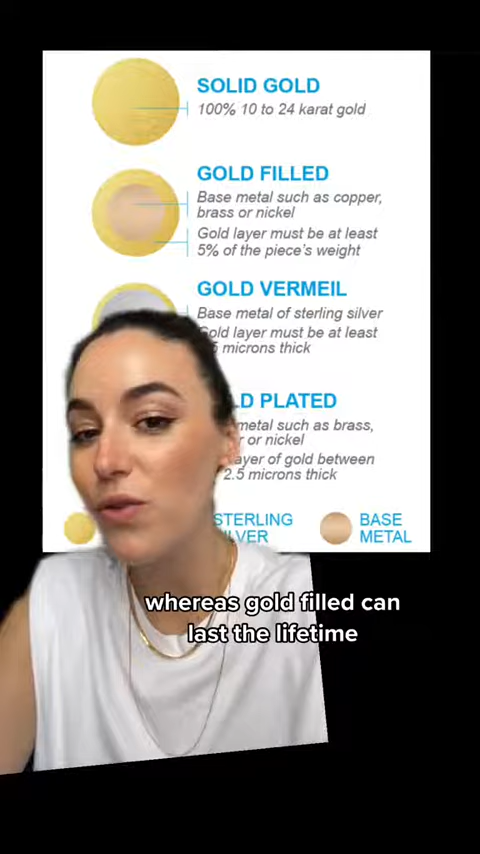 SOLID GOLD
100% 10 to 24 karat gold
GOLD FILLED
Base metal such as copper,
brass or nickel
Gold layer must be at least
5% of the piece's weight
GOLD VERMEIL
Base metal of sterling silver
Gold layer must be at least
microns thick
PLATED
metal such as brass,
or nickel
of gold between
2.5 microns thick
STERLING
BASE
METAL
whereas gold filled can
last the lifetime